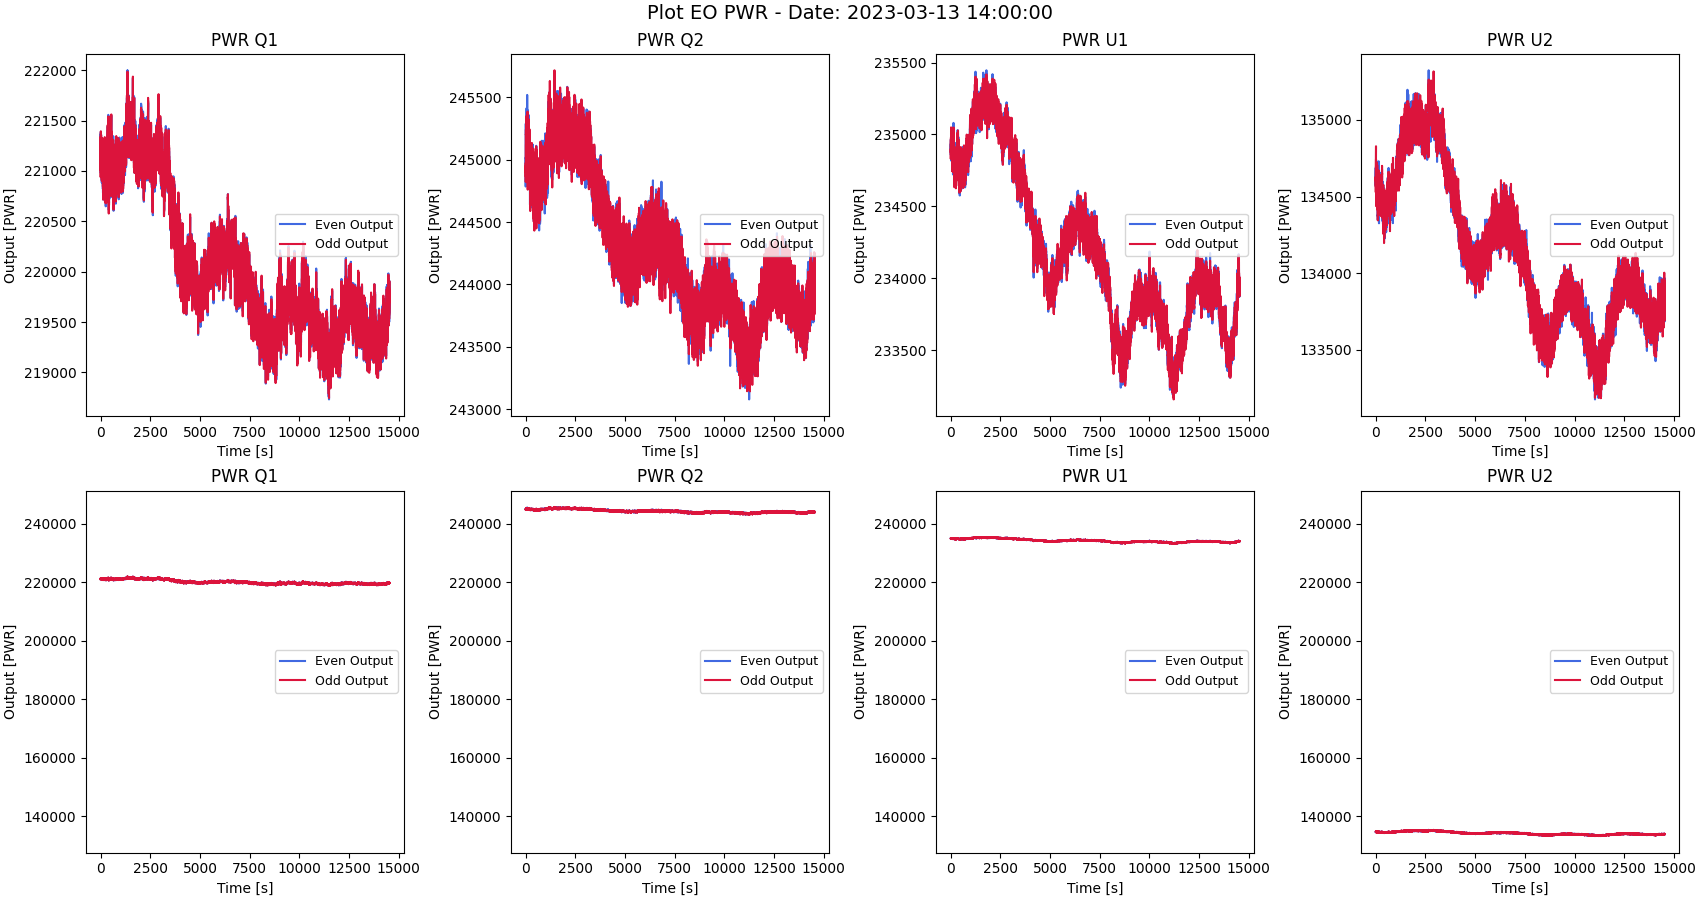 Plot EO PWR - Date: 2023-03-13 14:00:00
PWR Q1
Output [PWR]
222000
221500
221000
220500
220000
219500
219000
Even Output
Odd Output
0 2500 5000 7500 10000 12500 15000
Time [s]
PWR Q2
Output [PWR]
245500
245000
244500
244000
243500
243000
Even Output
Odd Output
0 2500 5000 7500 10000 12500 15000
Time [s]
PWR U1
Output [PWR]
235500
235000
234500
234000
233500
Even Output
Odd Output
0 2500 5000 7500 10000 12500 15000
Time [s]
PWR U2
Output [PWR]
135000
134500
134000
133500
Even Output
Odd Output
0 2500 5000 7500 10000 12500 15000
Time [s]
PWR Q1
Output [PWR]
240000
220000
200000
180000
160000
140000
Even Output
Odd Output
0 2500 5000 7500 10000 12500 15000
Time [s]
PWR Q2
Output [PWR]
240000
220000
200000
180000
160000
140000
Even Output
Odd Output
0 2500 5000 7500 10000 12500 15000
Time [s]
PWR U1
Output [PWR]
240000
220000
200000
180000
160000
140000
Even Output
Odd Output
0 2500 5000 7500 10000 12500 15000
Time [s]
PWR U2
Output [PWR]
240000
220000
200000
180000
160000
140000
Even Output
Odd Output
0 2500 5000 7500 10000 12500 15000
Time [s]